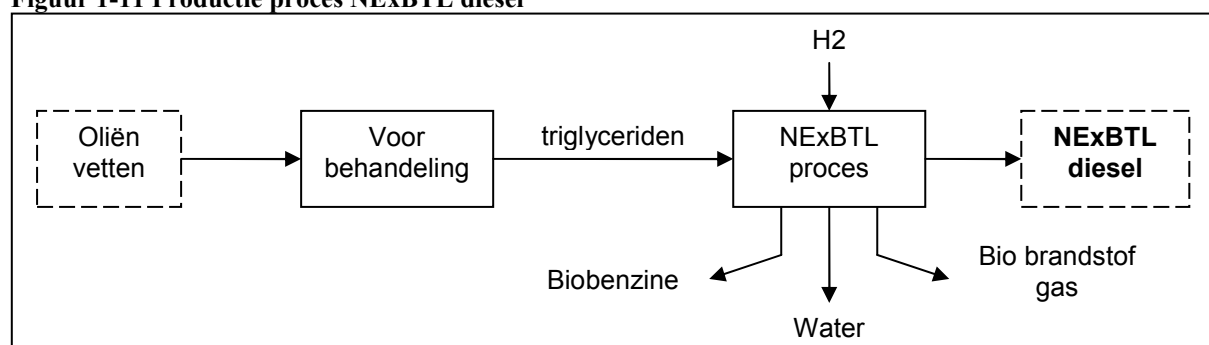 Figuur 1-11 Productie proces NExBTL diesel
H2
Oliën
vetten
Voor
behandeling
triglyceriden
NExBTL
proces
NExBTL
diesel
Biobenzine
Water
Bio brandstof
gas